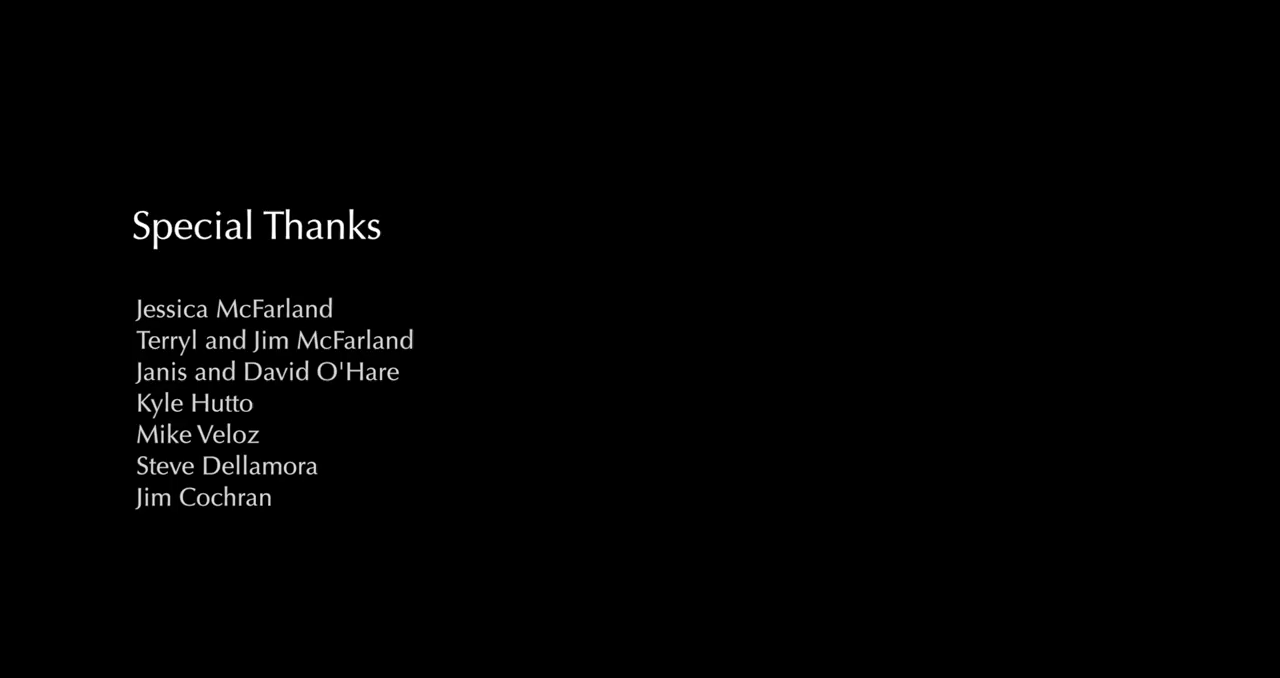 Special Thanks
Jessica McFarland
Terryl and Jim McFarland
Janis and David O'Hare
Kyle Hutto
Mike Veloz
Steve Dellamora
Jim Cochran